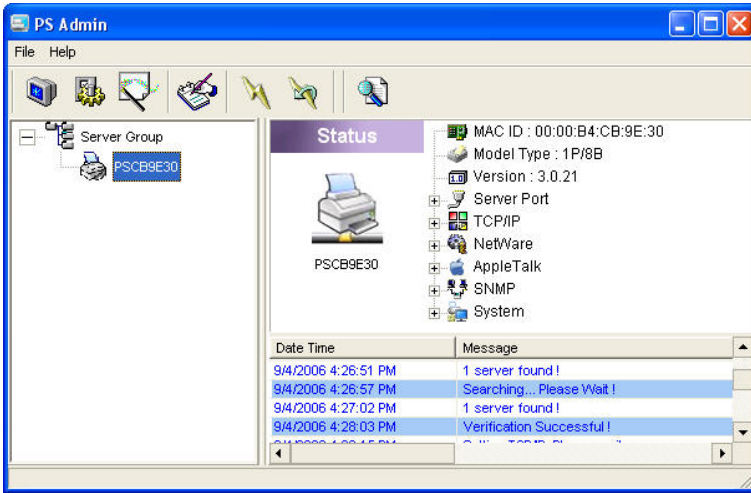 PS Admin
File Help
Server Group
PSCB9E30
Status
PSCB9E30
MAC ID : 00:00:B4:CB:9E:30
Model Type : 1P/8B
1.0 Version : 3.0.21
Server Port
TCP/IP
NetWare
AppleTalk
SNMP
System
Date Time Message
9/4/2006 4:26:51 PM 1 server found !
9/4/2006 4:26:57 PM Searching... Please Wait !
9/4/2006 4:27:02 PM 1 server found !
9/4/2006 4:28:03 PM Verification Successful !